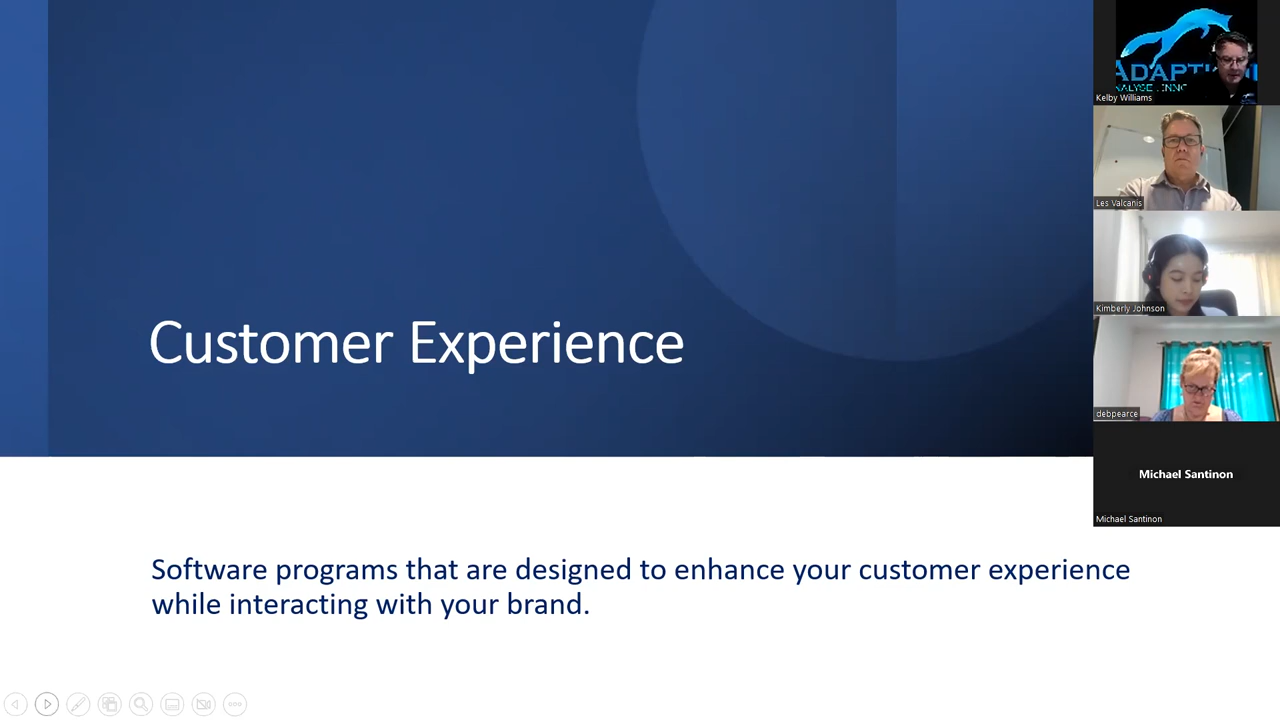 Customer Experience
Software programs that are designed to enhance your customer experience
while interacting with your brand.
Kelby Williams
Les Valcanis
Kimberly Johnson
debpearce
Michael Santinon
Michael Santinon